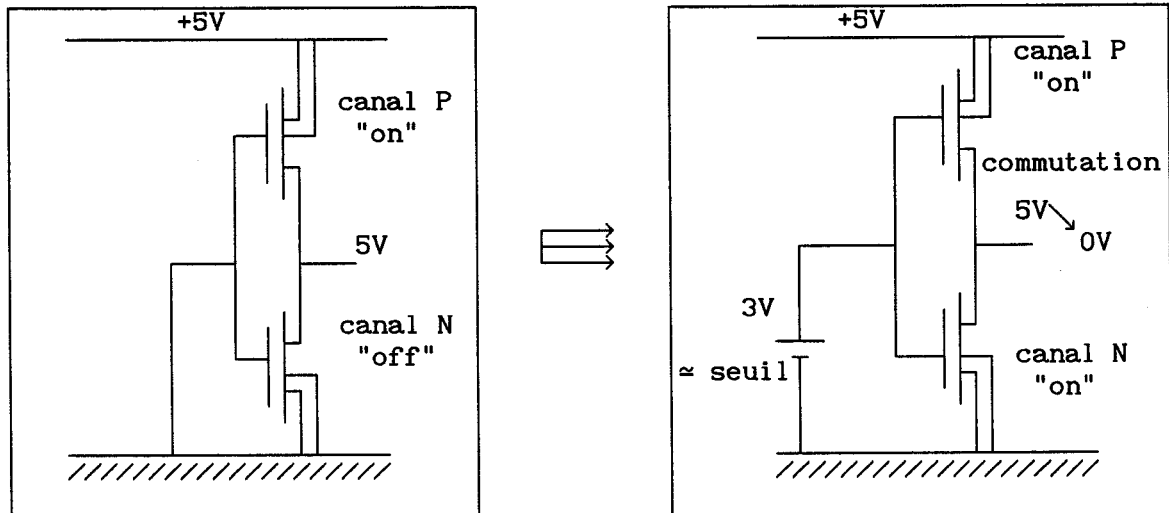 +5V
canal P
"on"
5V
canal N
"off"
+5V
canal P
"on"
commutation
5V
0V
3V
≃ seuil
canal N
"on"